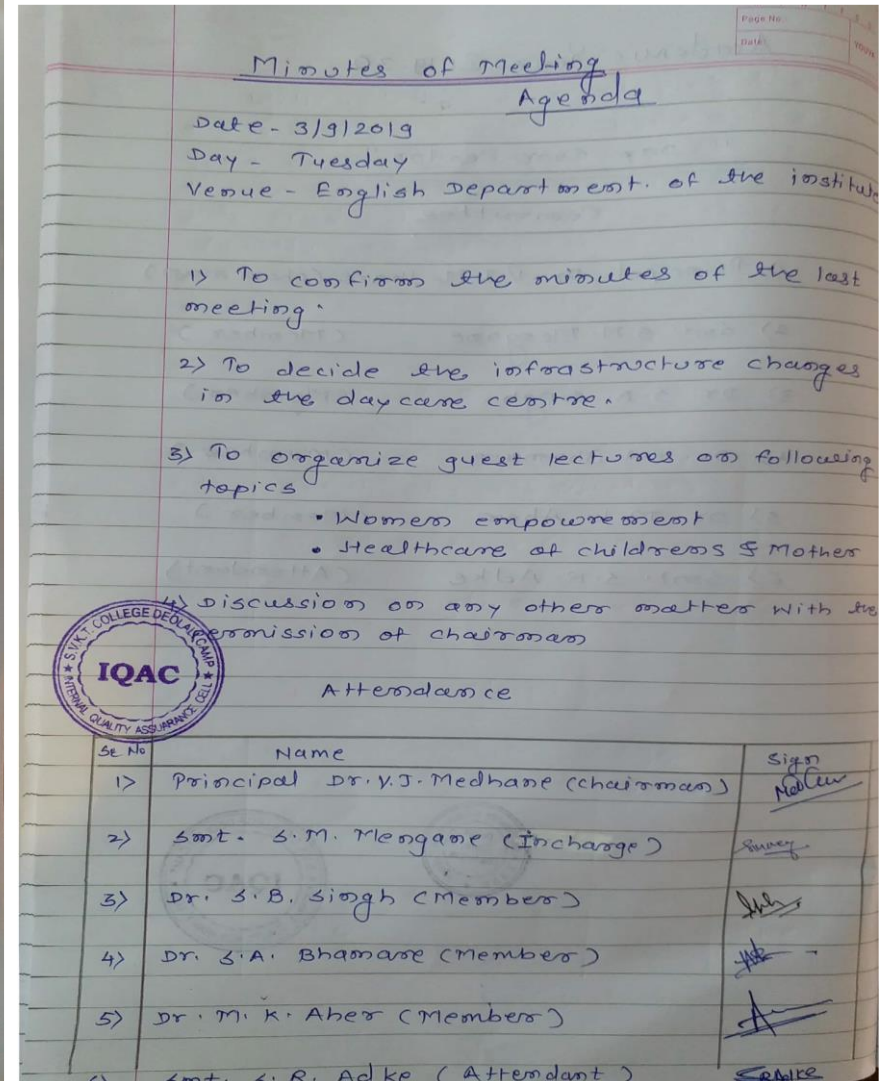 Page No.
Date
Minutes of Meeting
Agenda
Date - 3/9/2019
Day - Tuesday
Venue - English Department. of the institute
1) To confirm the minutes of the last
meeting.
2) To decide the infrastructure changes
in the day care centre.
3) To organize guest lectures on following
topics
• Women empowrement
• Healthcare of childrens & Mother
4) Discussion on any other matter with the
permission of chairman
S.V.K.T. COLLEGE DEOLALI CAMP
IQAC
INTERNAL QUALITY ASSUARANCE CELL
Attendance
Sr No Name Sign
1) Principal Dr. V. J. Medhane (chairman)
2) Smt. S. M. Mengane (Incharge)
3) Dr. S. B. Singh (Member)
4) Dr. S. A. Bhamare (Member)
5) Dr. M. K. Aher (Member)
Smt. S. R. Adke (Attendant) SRAdke